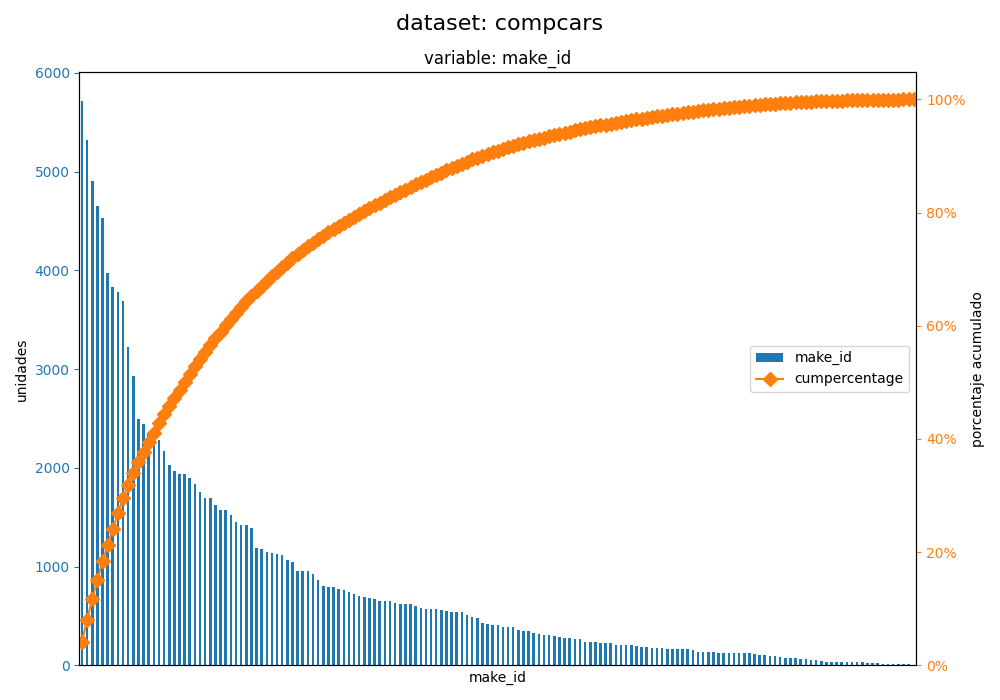 dataset: compcars
variable: make_id
6000
5000
4000
3000
2000
1000
0
unidades
100%
80%
60%
40%
20%
0%
porcentaje acumulado
make_id
cumpercentage
make_id